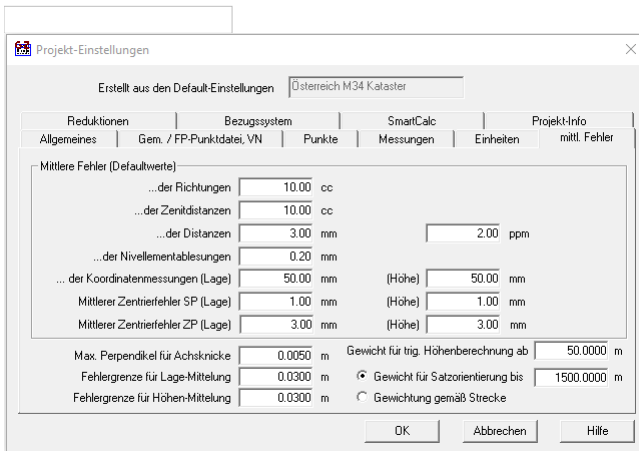 Projekt-Einstellungen
Erstellt aus den Default-Einstellungen Österreich M34 Kataster
Reduktionen Bezugssystem SmartCalc Projekt-Info
Allgemeines Gem. / FP-Punktdatei, VN Punkte Messungen Einheiten mittl. Fehler
Mittlere Fehler (Defaultwerte)
...der Richtungen 10.00 cc
...der Zenitdistanzen 10.00 cc
...der Distanzen 3.00 mm 2.00 ppm
...der Nivellementablesungen 0.20 mm
... der Koordinatenmessungen (Lage) 50.00 mm (Höhe) 50.00 mm
Mittlerer Zentrierfehler SP (Lage) 1.00 mm (Höhe) 1.00 mm
Mittlerer Zentrierfehler ZP (Lage) 3.00 mm (Höhe) 3.00 mm
Max. Perpendikel für Achsknicke 0.0050 m Gewicht für trig. Höhenberechnung ab 50.0000 m
Fehlergrenze für Lage-Mittelung 0.0300 m Gewicht für Satzorientierung bis 1500.0000 m
Fehlergrenze für Höhen-Mittelung 0.0300 m Gewichtung gemäß Strecke
OK Abbrechen Hilfe